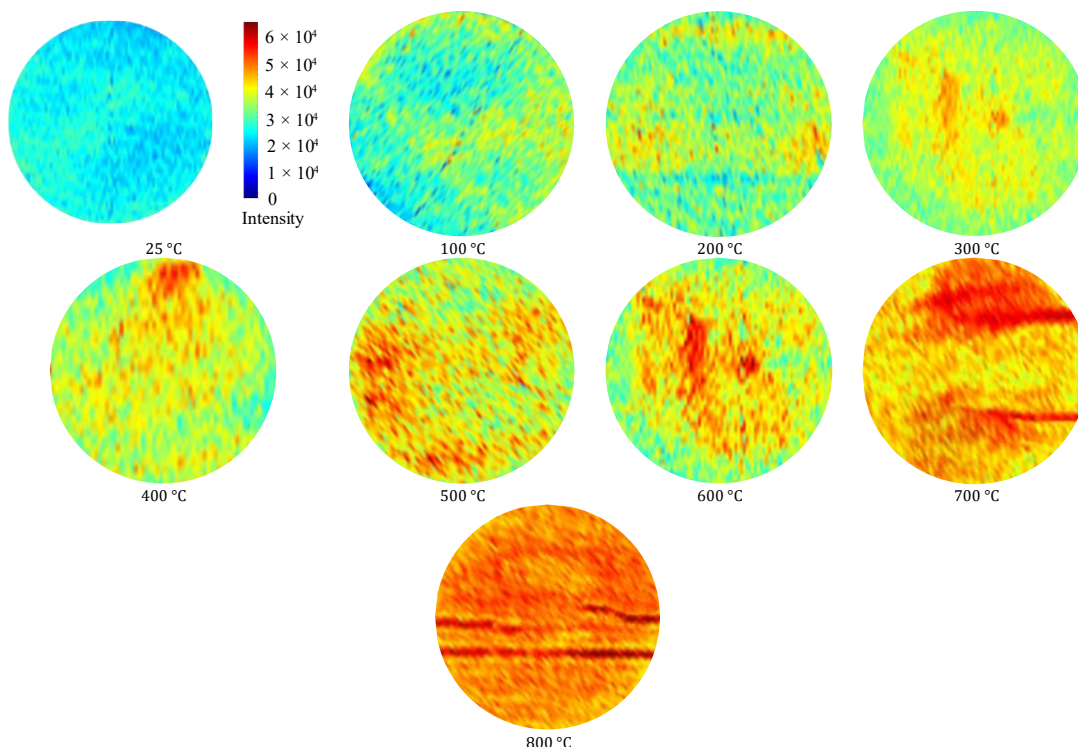 6 × 10⁴
5 × 10⁴
4 × 10⁴
3 × 10⁴
2 × 10⁴
1 × 10⁴
0
Intensity
25 °C
100 °C
200 °C
300 °C
400 °C
500 °C
600 °C
700 °C
800 °C